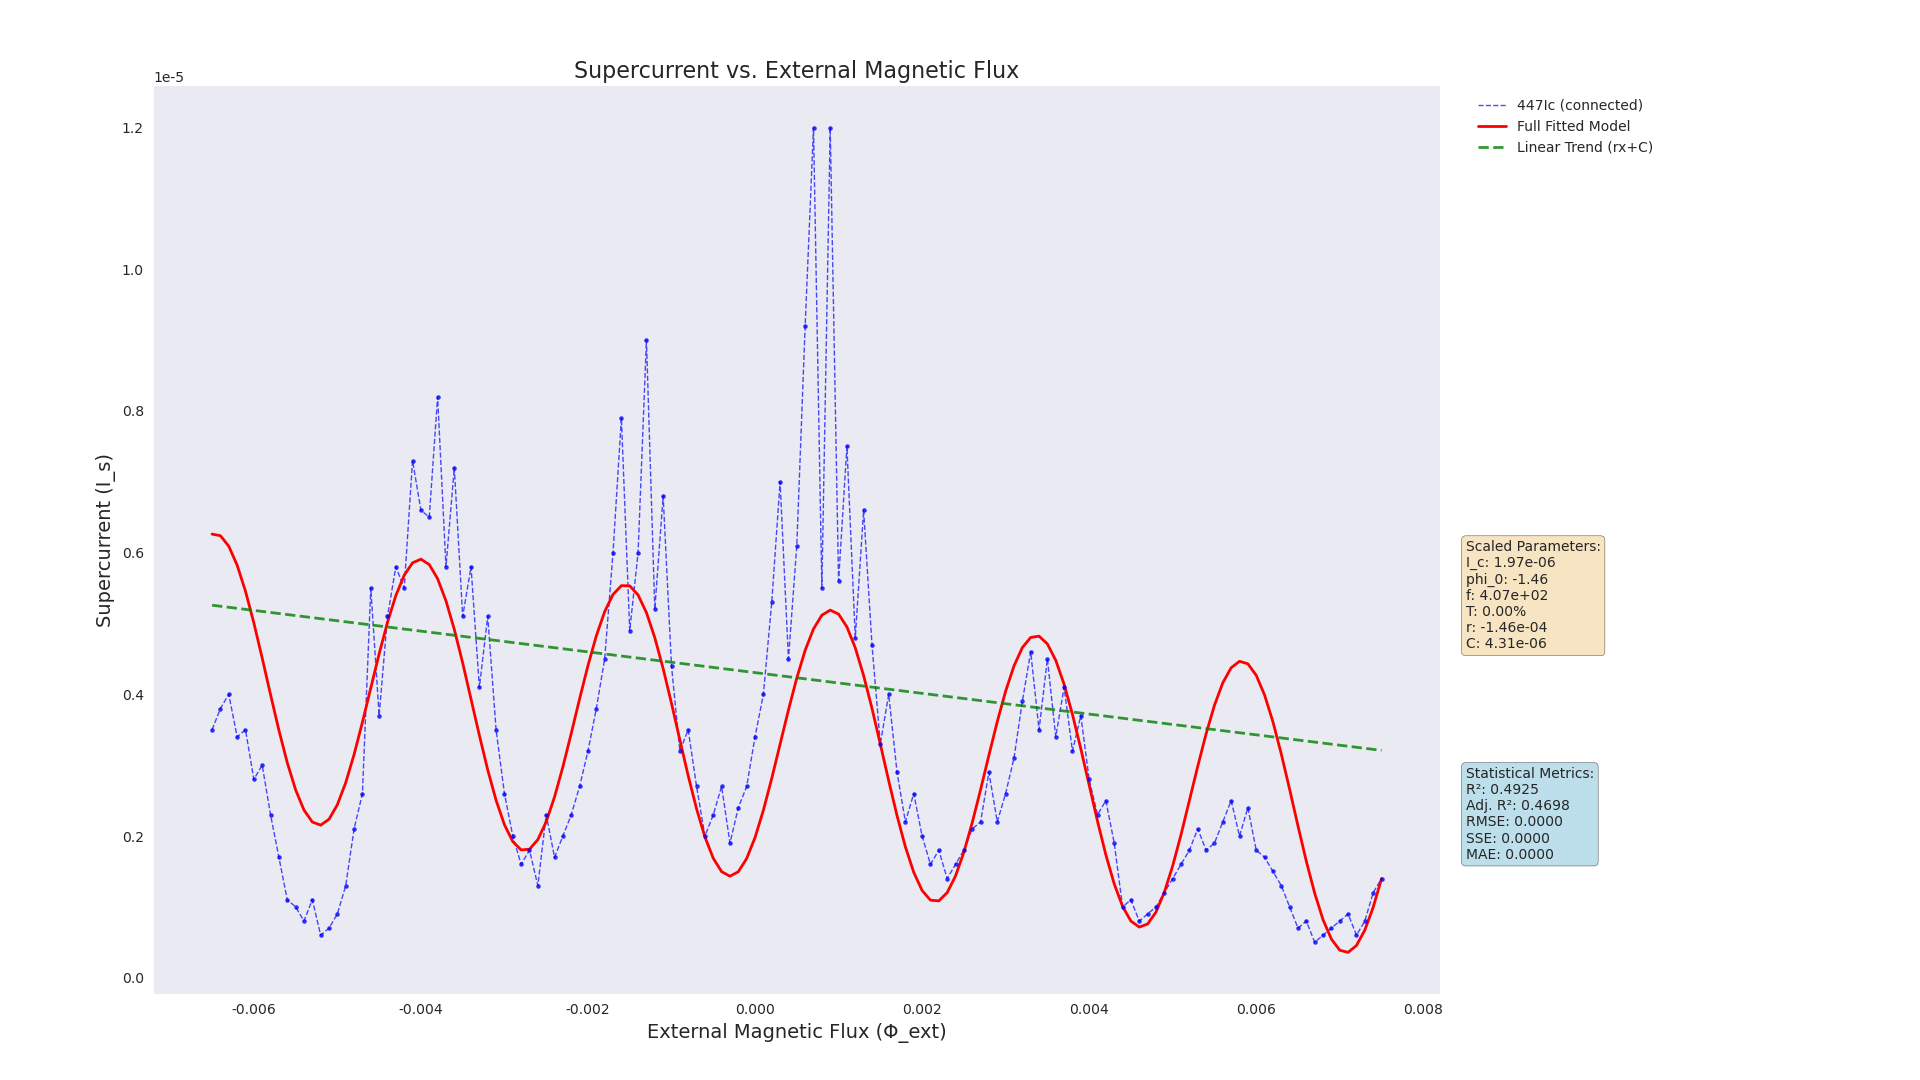 Supercurrent vs. External Magnetic Flux
1e-5
1.2
1.0
0.8
0.6
0.4
0.2
0.0
Supercurrent (I_s)
-0.006
-0.004
-0.002
0.000
0.002
0.004
0.006
0.008
External Magnetic Flux (Φ_ext)
447Ic (connected)
Full Fitted Model
Linear Trend (rx+C)
Scaled Parameters:
I_c: 1.97e-06
phi_0: -1.46
f: 4.07e+02
T: 0.00%
r: -1.46e-04
C: 4.31e-06
Statistical Metrics:
R²: 0.4925
Adj. R²: 0.4698
RMSE: 0.0000
SSE: 0.0000
MAE: 0.0000